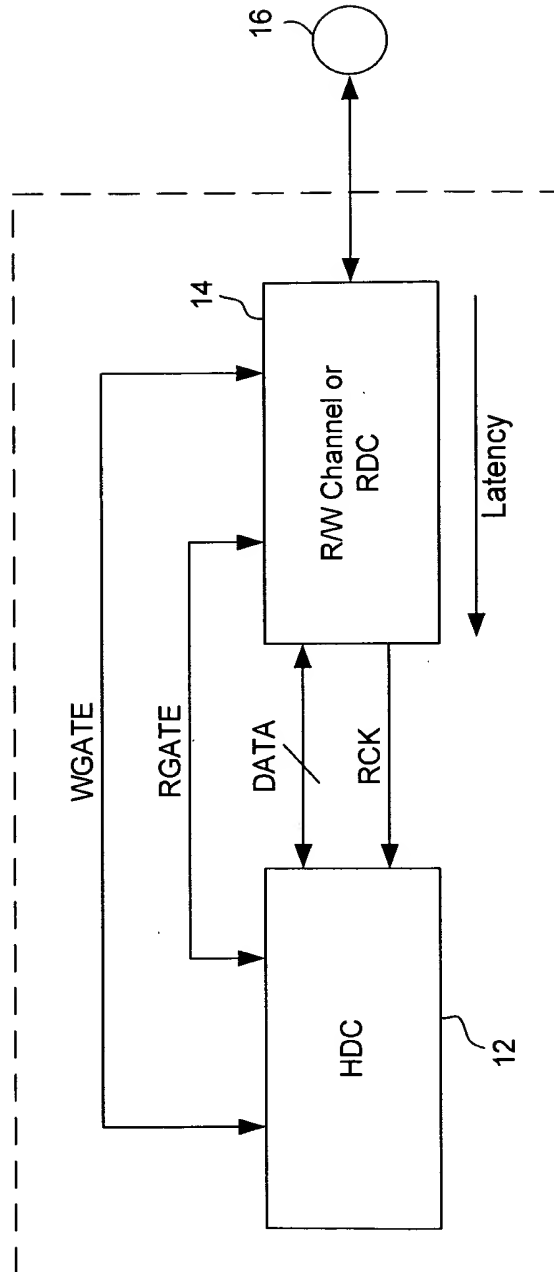 WGATE
RGATE
14
16
DATA
RCK
HDC
R/W Channel or
RDC
12
Latency